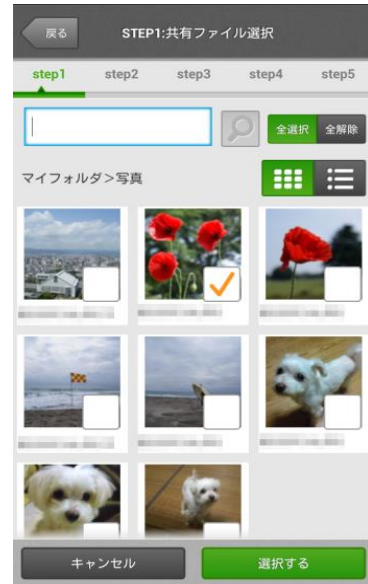 戻る STEP1:共有ファイル選択
step1 step2 step3 step4 step5
全選択 全解除
マイフォルダ>写真
キャンセル 選択する